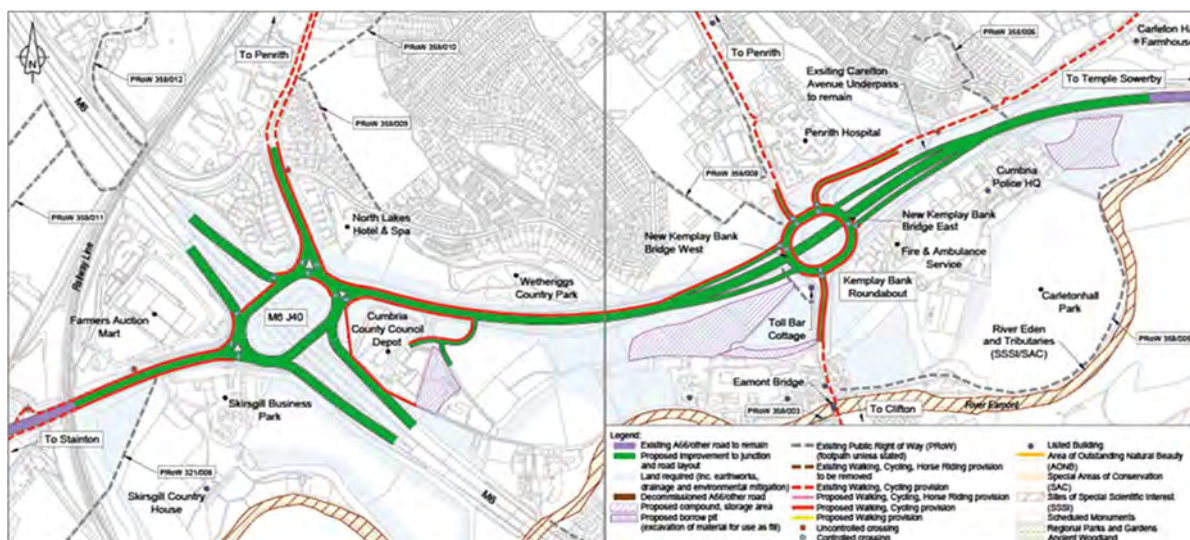 N
To Penrith
PRoW 358/010
PRoW 358/012
M6
PRoW 358/009
PRoW 358/011
Railway Line
North Lakes
Hotel & Spa
Farmers Auction
Mart
M6 J40
Cumbria
County Council
Depot
Wetheriggs
Country Park
Skirsgill Business
Park
To Stainton
PRoW 321/008
Skirsgill Country
House
M6
To Penrith
PRoW 358/006
Carleton Ha
Farmhouse
Exsiting Carelton
Avenue Underpass
to remain
To Temple Sowerby
Penrith Hospital
PRoW 358/008
Cumbria
Police HQ
New Kemplay Bank
Bridge East
New Kemplay Bank
Bridge West
Fire & Ambulance
Service
Kemplay Bank
Roundabout
Carletonhall
Park
Toll Bar
Cottage
River Eden
and Tributaries
(SSSI/SAC)
PRoW 358/009
Eamont Bridge
PRoW 358/003
To Clifton
River Eamont
Legend:
Existing A66/other road to remain
Proposed Improvement to junction
and road layout
Land required (inc. earthworks,
drainage and environmental mitigation)
Decommissioned A66/other road
Proposed compound, storage area
Proposed borrow pit
(excavation of material for use as fill)
Existing Public Right of Way (PRoW)
(footpath unless stated)
Existing Walking, Cycling, Horse Riding provision
to be removed
Existing Walking, Cycling provision
Proposed Walking, Cycling, Horse Riding provision
Proposed Walking, Cycling provision
Proposed Walking provision
Uncontrolled crossing
Controlled crossing
Listed Building
Area of Outstanding Natural Beauty
(AONB)
Special Areas of Conservation
(SAC)
Sites of Special Scientific Interest
(SSSI)
Scheduled Monuments
Regional Parks and Gardens
Ancient Woodland